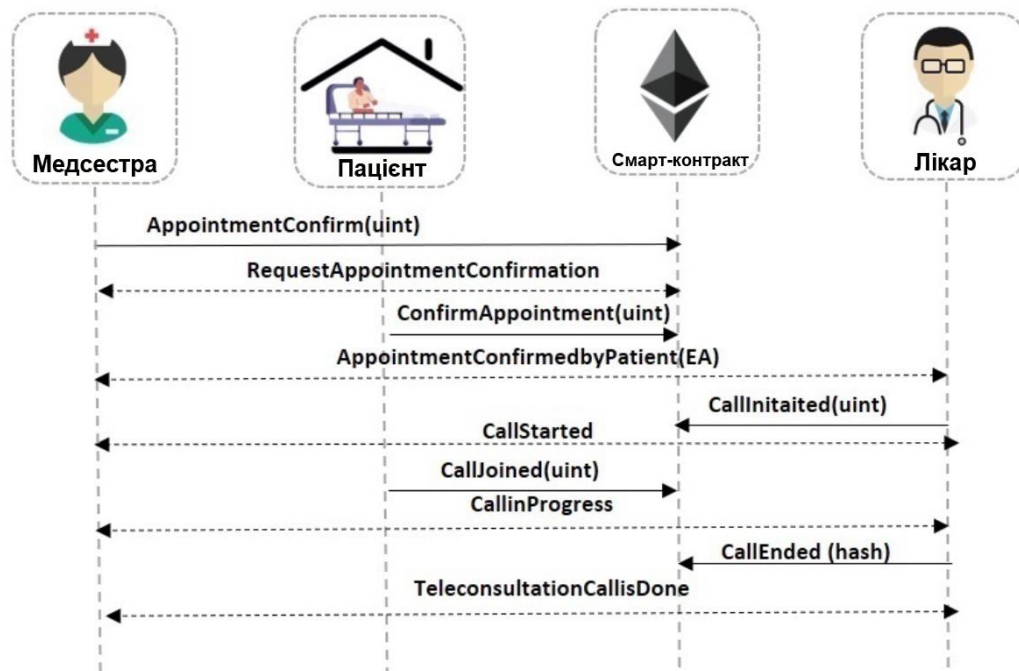 Медсестра
Пацієнт
Смарт-контракт
Лікар
AppointmentConfirm(uint)
RequestAppointmentConfirmation
ConfirmAppointment(uint)
AppointmentConfirmedbyPatient(EA)
CallInitaited(uint)
CallStarted
CallJoined(uint)
CallinProgress
CallEnded (hash)
TeleconsultationCallisDone